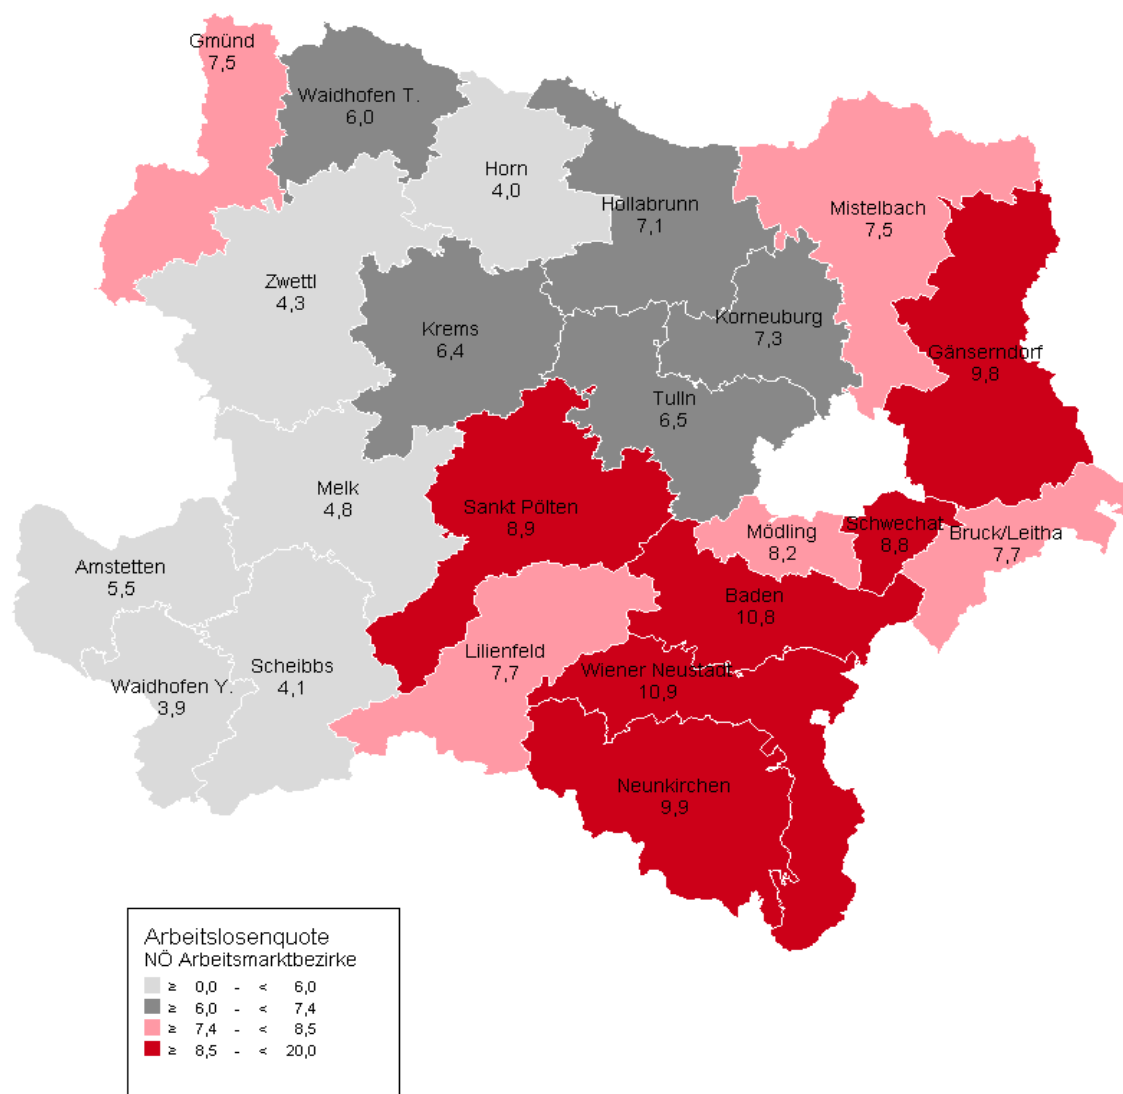 Gmünd
7,5
Waidhofen T.
6,0
Horn
4,0
Hollabrunn
7,1
Mistelbach
7,5
Zwettl
4,3
Krems
6,4
Korneuburg
7,3
Gänserndorf
9,8
Tulln
6,5
Melk
4,8
Sankt Pölten
8,9
Mödling
8,2
Schwechat
8,8
Bruck/Leitha
7,7
Amstetten
5,5
Baden
10,8
Lilienfeld
7,7
Scheibbs
4,1
Wiener Neustadt
10,9
Waidhofen Y.
3,9
Neunkirchen
9,9
Arbeitslosenquote
NÖ Arbeitsmarktbezirke
≥ 0,0 - < 6,0
≥ 6,0 - < 7,4
≥ 7,4 - < 8,5
≥ 8,5 - < 20,0